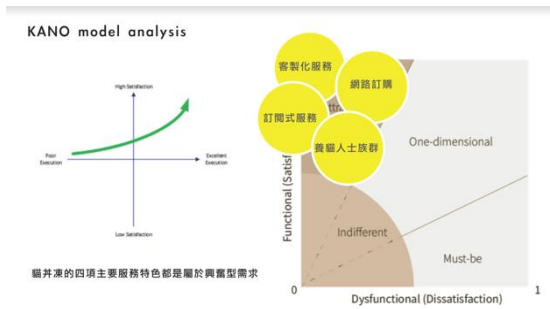 KANO model analysis
High Satisfaction
Poor
Execution
Excellent
Execution
Low Satisfaction
貓丼凍的四項主要服務特色都是屬於興奮型需求
客製化服務
網路訂購
訂閱式服務
養貓人士族群
One-dimensional
Functional (Satisf
Indifferent
Must-be
0
Dysfunctional (Dissatisfaction)
1